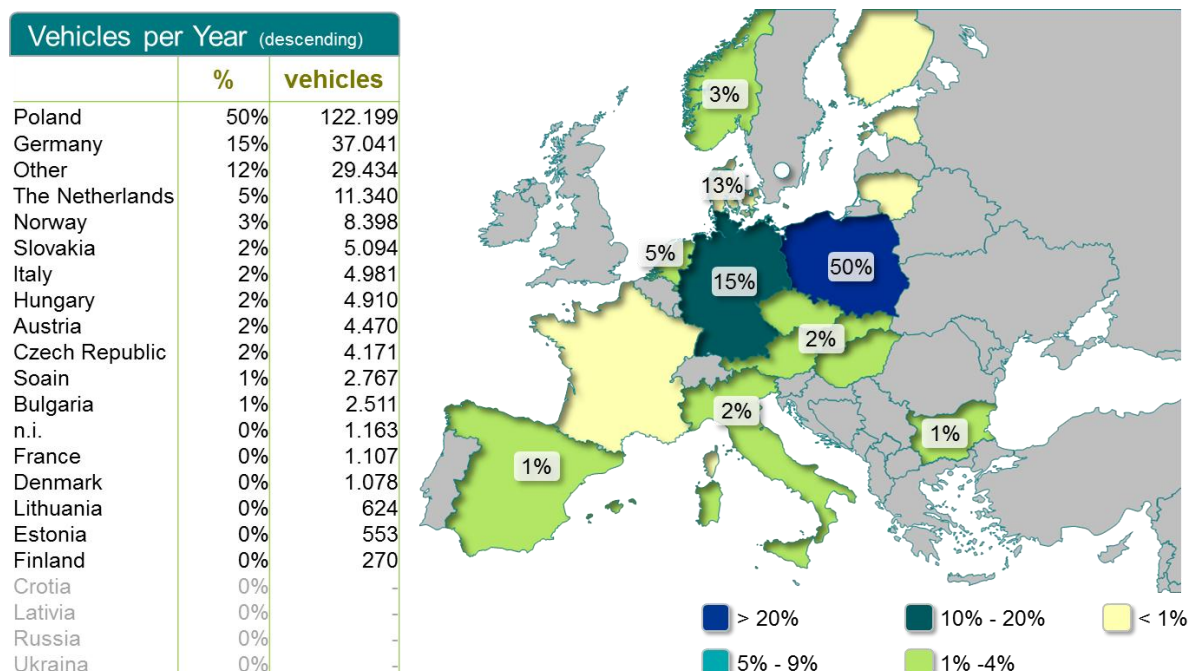 Vehicles per Year (descending)
% vehicles
Poland 50% 122.199
Germany 15% 37.041
Other 12% 29.434
The Netherlands 5% 11.340
Norway 3% 8.398
Slovakia 2% 5.094
Italy 2% 4.981
Hungary 2% 4.910
Austria 2% 4.470
Czech Republic 2% 4.171
Soain 1% 2.767
Bulgaria 1% 2.511
n.i. 0% 1.163
France 0% 1.107
Denmark 0% 1.078
Lithuania 0% 624
Estonia 0% 553
Finland 0% 270
Crotia 0% -
Lativia 0% -
Russia 0% -
Ukraina 0% -
3%
13%
5%
15%
50%
2%
2%
1%
1%
> 20%
10% - 20%
< 1%
5% - 9%
1% -4%